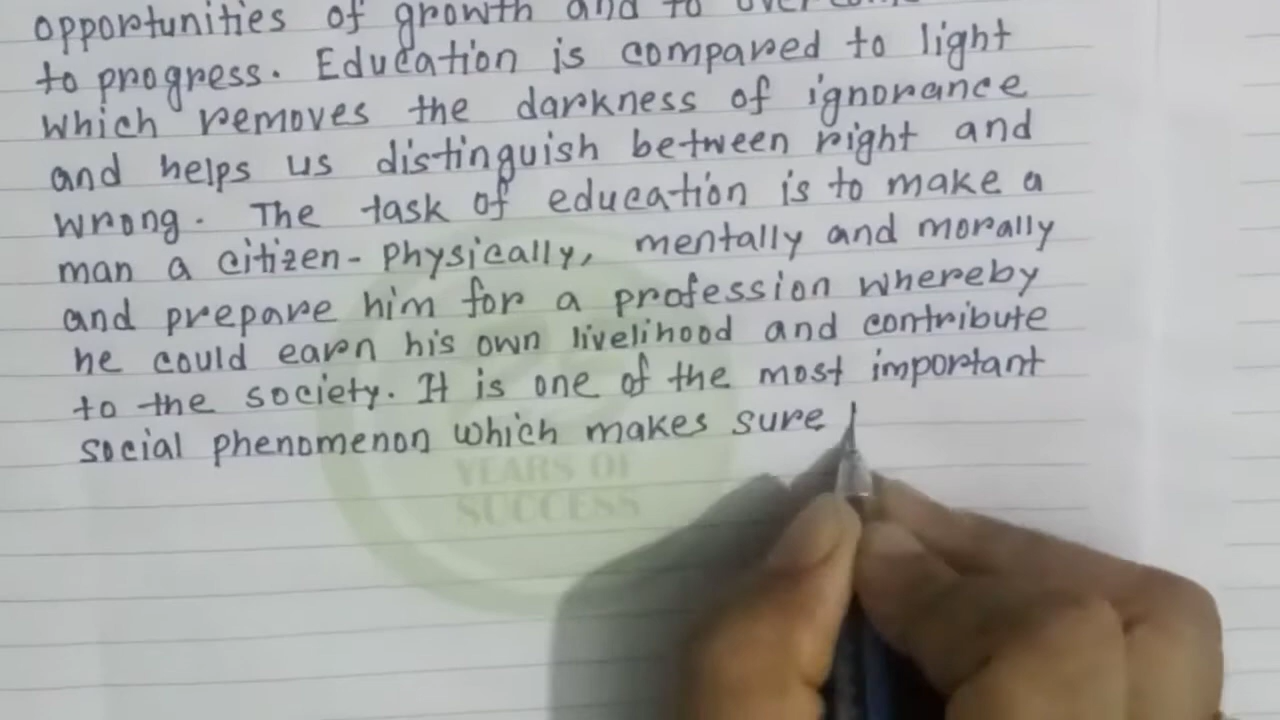 opportunities of growth and to
to progress. Education is compared to light
which removes the darkness of ignorance
and helps us distinguish between right and
wrong. The task of education is to make a
man a citizen - physically, mentally and morally
and prepare him for a profession whereby
he could earn his own livelihood and contribute
to the society. It is one of the most important
social phenomenon which makes sure
YEARS OF
SUCCESS